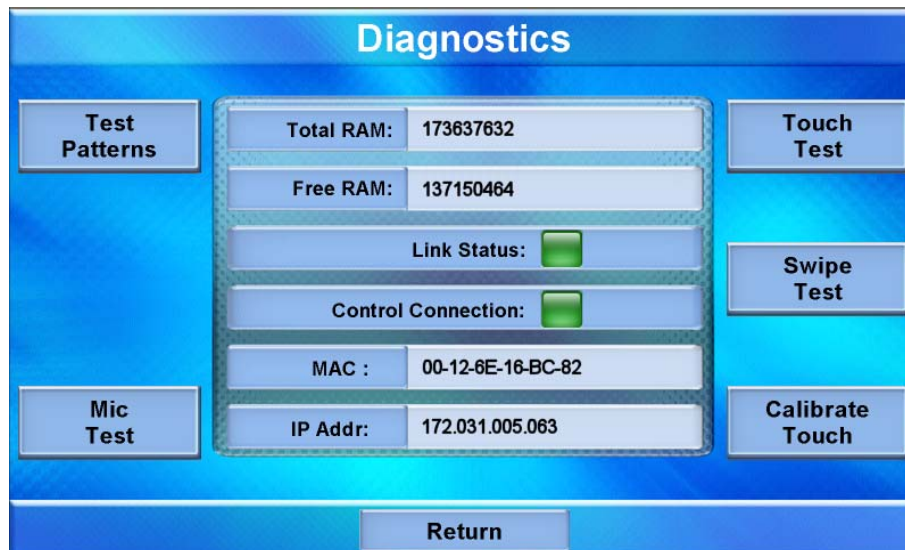 Diagnostics
Test
Patterns
Total RAM: 173637632
Touch
Test
Free RAM: 137150464
Link Status:
Swipe
Test
Control Connection:
MAC : 00-12-6E-16-BC-82
Mic
Test
IP Addr: 172.031.005.063
Calibrate
Touch
Return